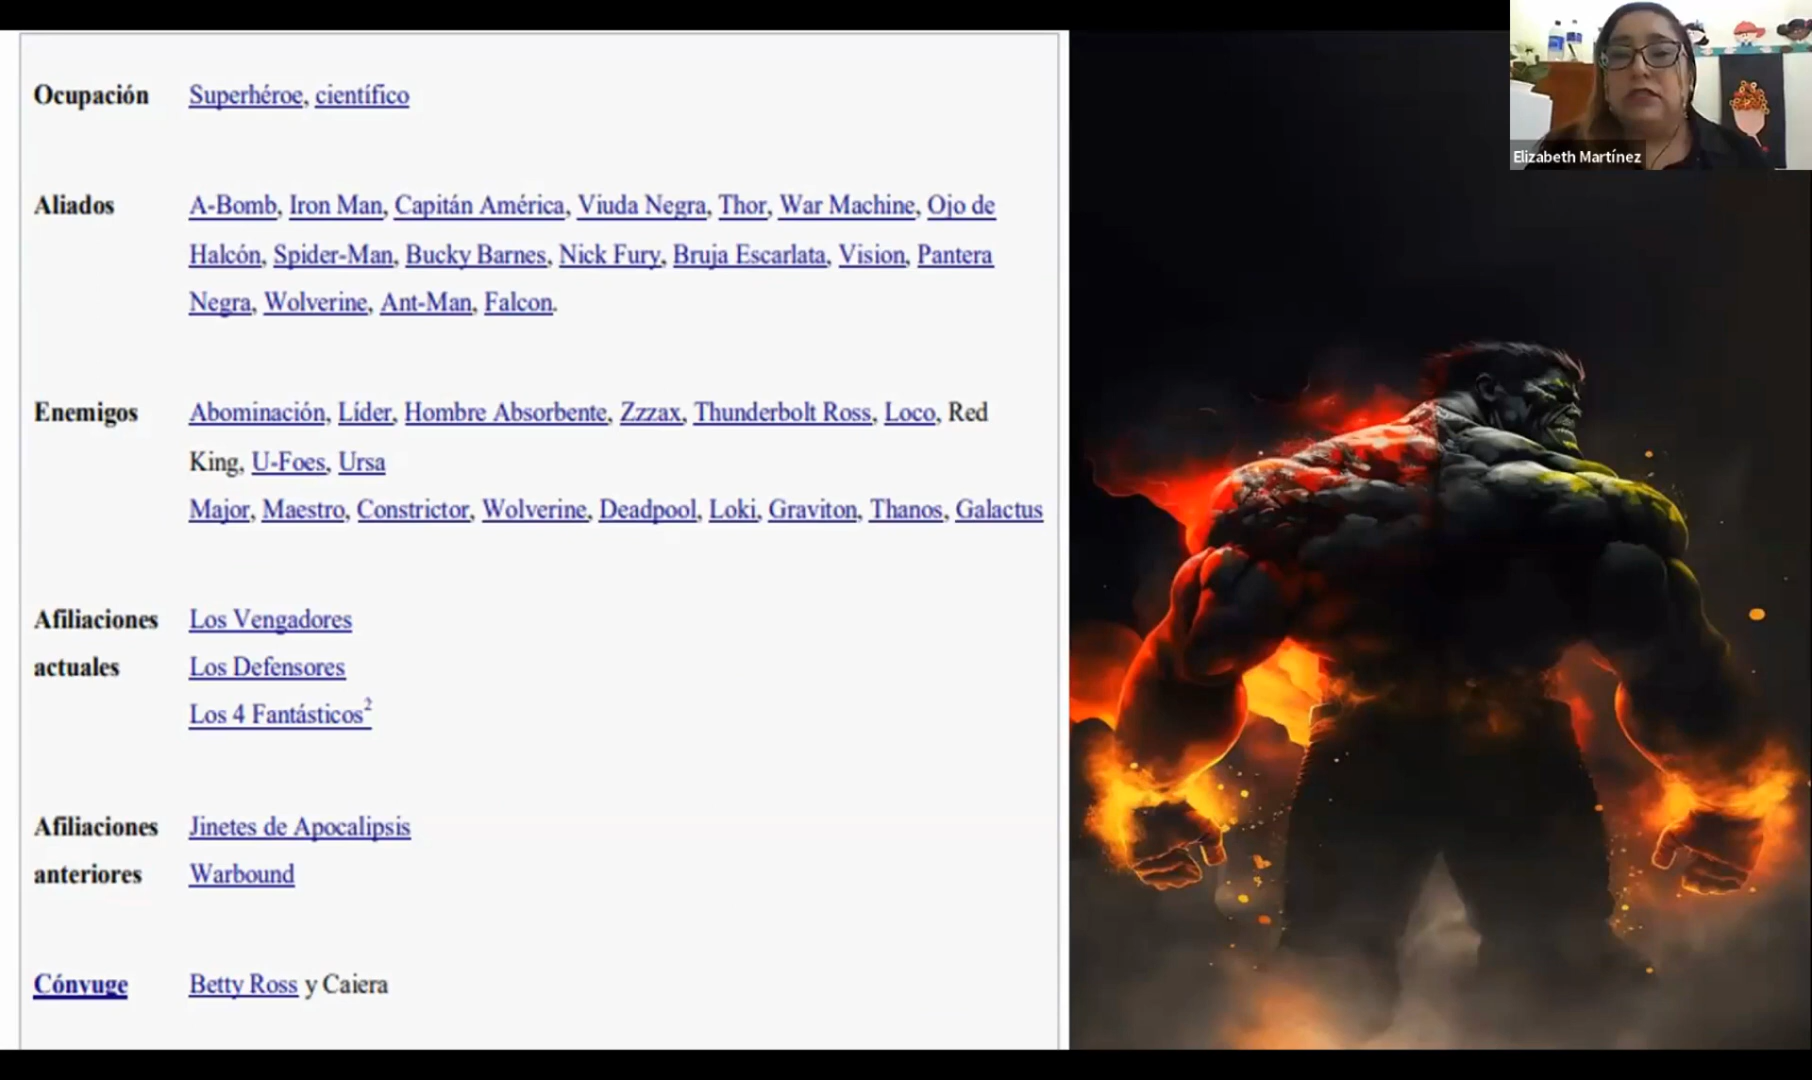 Ocupación Superhéroe, científico
Aliados A-Bomb, Iron Man, Capitán América, Viuda Negra, Thor, War Machine, Ojo de
Halcón, Spider-Man, Bucky Barnes, Nick Fury, Bruja Escarlata, Vision, Pantera
Negra, Wolverine, Ant-Man, Falcon.
Enemigos Abominación, Líder, Hombre Absorbente, Zzzax, Thunderbolt Ross, Loco, Red
King, U-Foes, Ursa
Major, Maestro, Constrictor, Wolverine, Deadpool, Loki, Graviton, Thanos, Galactus
Afiliaciones Los Vengadores
actuales Los Defensores
Los 4 Fantásticos2
Afiliaciones Jinetes de Apocalipsis
anteriores Warbound
Cónyuge Betty Ross y Caiera
Elizabeth Martínez